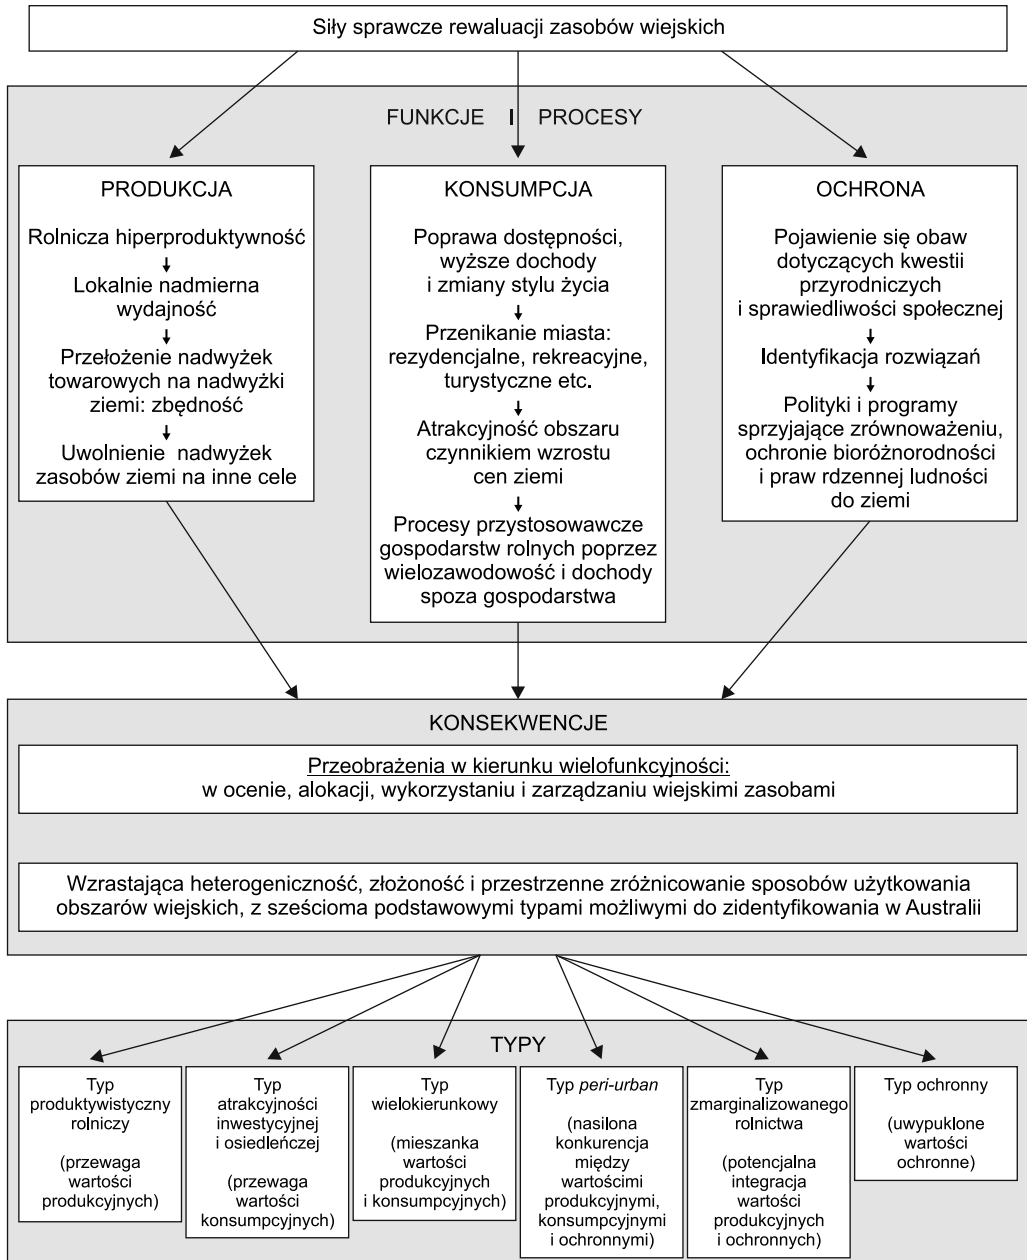 Siły sprawcze rewaluacji zasobów wiejskich
FUNKCJE I PROCESY
PRODUKCJA
Rolnicza hiperproduktywność
Lokalnie nadmierna
wydajność
Przełożenie nadwyżek
towarowych na nadwyżki
ziemi: zbędność
Uwolnienie nadwyżek
zasobów ziemi na inne cele
KONSUMPCJA
Poprawa dostępności,
wyższe dochody
i zmiany stylu życia
Przenikanie miasta:
rezydencjalne, rekreacyjne,
turystyczne etc.
Atrakcyjność obszaru
czynnikiem wzrostu
cen ziemi
Procesy przystosowawcze
gospodarstw rolnych poprzez
wielozawodowość i dochody
spoza gospodarstwa
OCHRONA
Pojawienie się obaw
dotyczących kwestii
przyrodniczych
i sprawiedliwości społecznej
Identyfikacja rozwiązań
Polityki i programy
sprzyjające zrównoważeniu,
ochronie bioróżnorodności
i praw rdzennej ludności
do ziemi
KONSEKWENCJE
Przeobrażenia w kierunku wielofunkcyjności:
w ocenie, alokacji, wykorzystaniu i zarządzaniu wiejskimi zasobami
Wzrastająca heterogeniczność, złożoność i przestrzenne zróżnicowanie sposobów użytkowania
obszarów wiejskich, z sześcioma podstawowymi typami możliwymi do zidentyfikowania w Australii
TYPY
Typ
produktywistyczny
rolniczy
(przewaga
wartości
produkcyjnych)
Typ
atrakcyjności
inwestycyjnej
i osiedleńczej
(przewaga
wartości
konsumpcyjnych)
Typ
wielokierunkowy
(mieszanka
wartości
produkcyjnych
i konsumpcyjnych)
Typ peri-urban
(nasilona
konkurencja
między
wartościmi
produkcyjnymi,
konsumpcyjnymi
i ochronnymi)
Typ
zmarginalizowanego
rolnictwa
(potencjalna
integracja
wartości
produkcyjnych
i ochronnych)
Typ ochronny
(uwypuklone
wartości
ochronne)